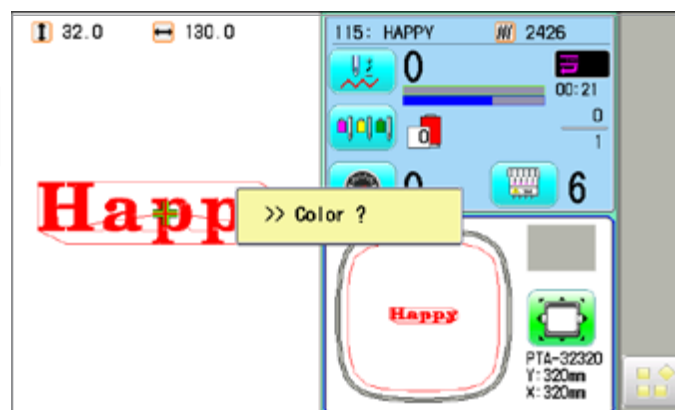 32.0
130.0
115: HAPPY
2426
0
00:21
0
0
1
0
6
Happ
>> Color ?
Happy
PTA-32320
Y:320mm
X:320mm